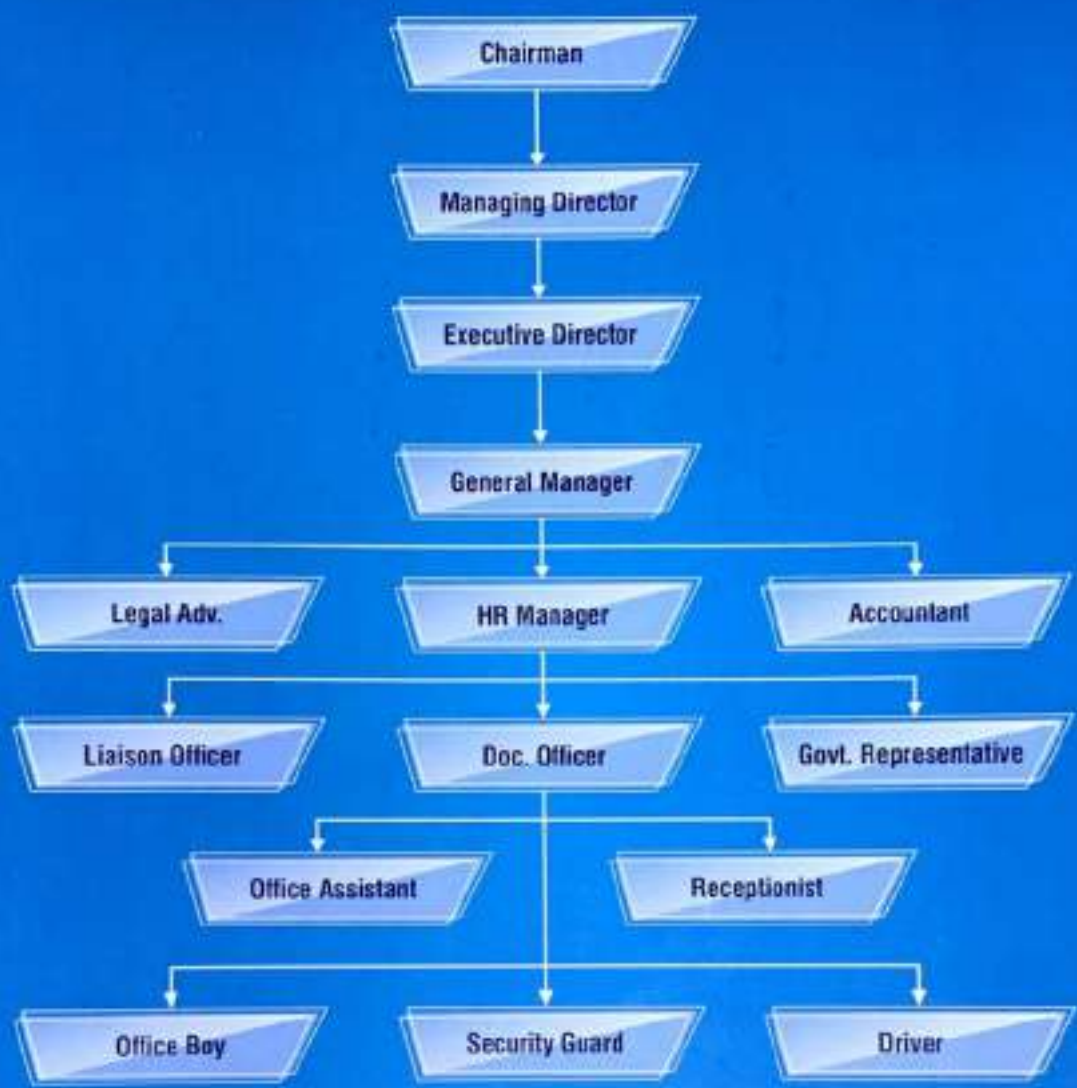 Chairman
Managing Director
Executive Director
General Manager
Legal Adv.
HR Manager
Accountant
Liaison Officer
Doc. Officer
Govt. Representative
Office Assistant
Receptionist
Office Boy
Security Guard
Driver